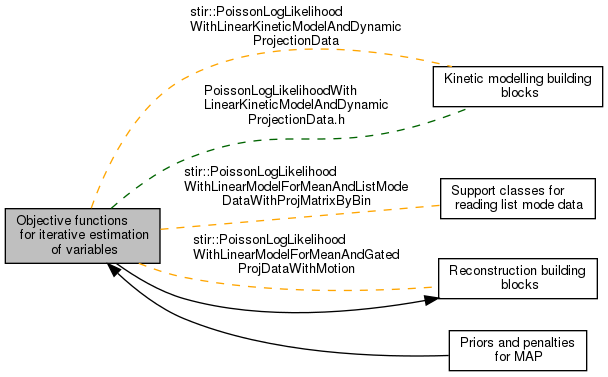 stir::PoissonLogLikelihood
WithLinearKineticModelAndDynamic
ProjectionData
Kinetic modelling building
blocks
PoissonLogLikelihoodWith
LinearKineticModelAndDynamic
ProjectionData.h
stir::PoissonLogLikelihood
WithLinearModelForMeanAndListMode
DataWithProjMatrixByBin
Support classes for
reading list mode data
Objective functions
for iterative estimation
of variables
stir::PoissonLogLikelihood
WithLinearModelForMeanAndGated
ProjDataWithMotion
Reconstruction building
blocks
Priors and penalties
for MAP